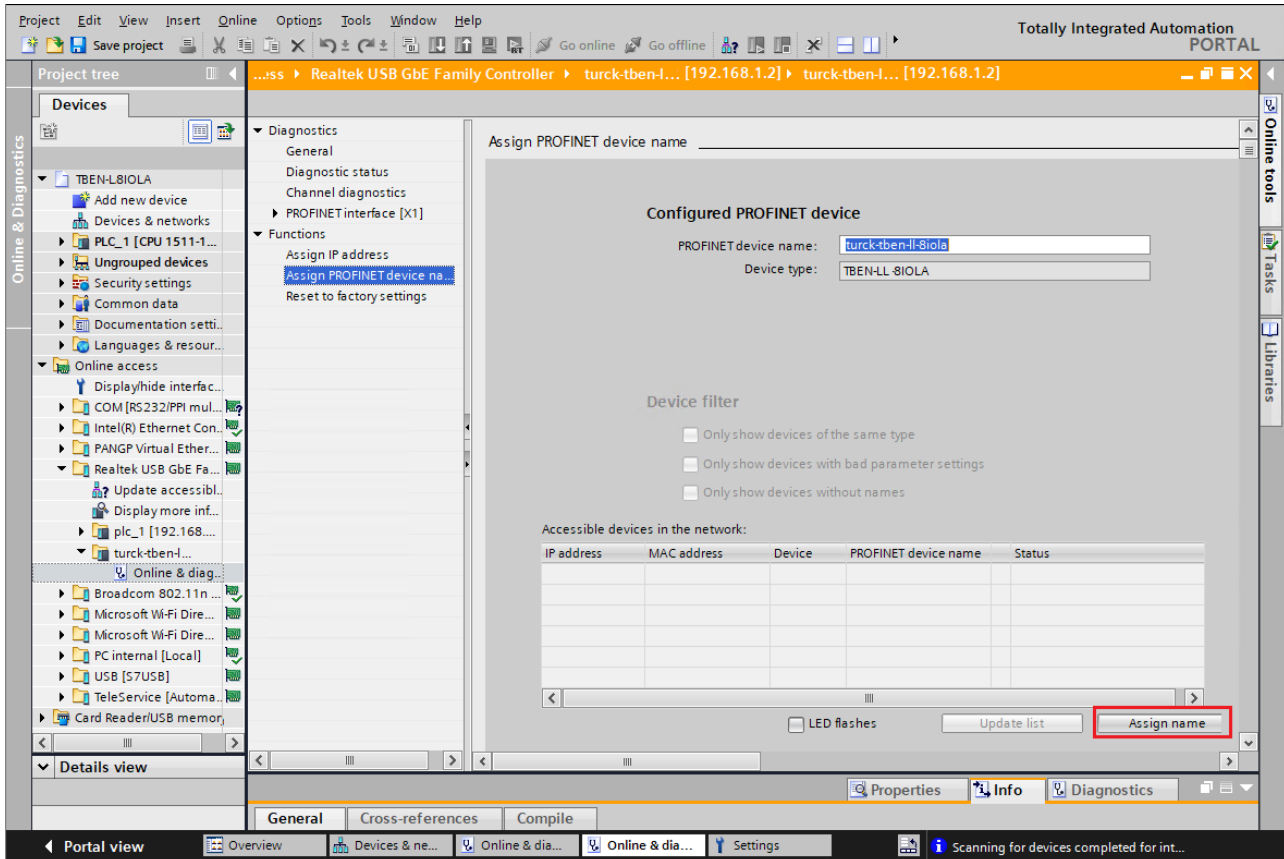 Project Edit View Insert Online Options Tools Window Help
Totally Integrated Automation
PORTAL
Save project
Go online
Go offline
Project tree
...ess Realtek USB GbE Family Controller turck-tben-l... [192.168.1.2] turck-tben-l... [192.168.1.2]
Devices
Online & Diagnostics
TBEN-L8IOLA
Add new device
Devices & networks
PLC_1 [CPU 1511-1...
Ungrouped devices
Security settings
Common data
Documentation setti..
Languages & resour..
Online access
Display/hide interfac..
COM [RS232/PPI mul...
Intel(R) Ethernet Con..
PANGP Virtual Ether...
Realtek USB GbE Fa...
Update accessibl..
Display more inf...
plc_1 [192.168....
turck-tben-l...
Online & diag..
Broadcom 802.11n ...
Microsoft Wi-Fi Dire...
Microsoft Wi-Fi Dire...
PC internal [Local]
USB [S7USB]
TeleService [Automa..
Card Reader/USB memor
Details view
Diagnostics
General
Diagnostic status
Channel diagnostics
PROFINET interface [X1]
Functions
Assign IP address
Assign PROFINET device na...
Reset to factory settings
Assign PROFINET device name
Configured PROFINET device
PROFINET device name: turck-tben-ll-8iola
Device type: TBEN-LL -8IOLA
Device filter
Only show devices of the same type
Only show devices with bad parameter settings
Only show devices without names
Accessible devices in the network:
IP address MAC address Device PROFINET device name Status
LED flashes Update list Assign name
Online tools
Tasks
Libraries
Properties Info Diagnostics
General Cross-references Compile
Portal view Overview Devices & ne... Online & dia... Online & dia... Settings Scanning for devices completed for int...